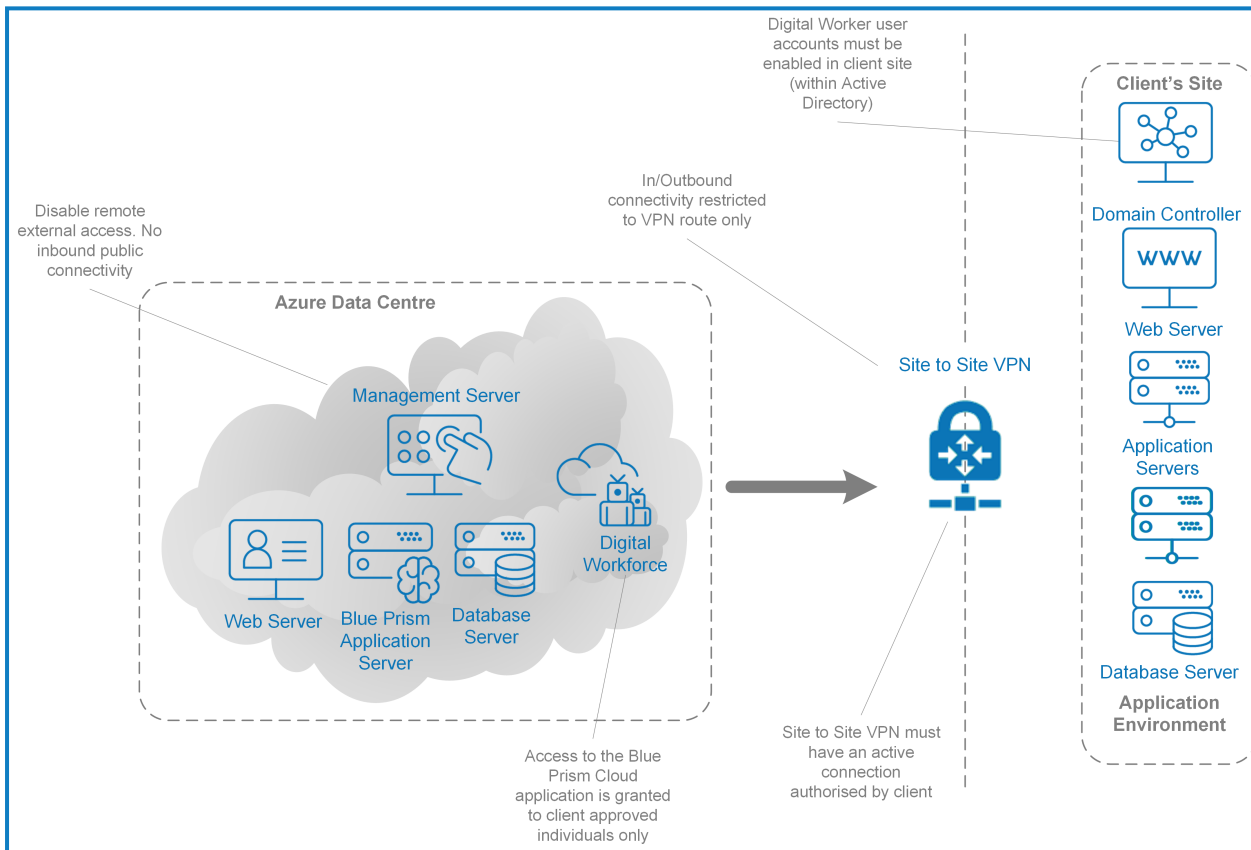 Digital Worker user
accounts must be
enabled in client site
(within Active
Directory)
Client's Site
Domain Controller
WWW
Web Server
Application
Servers
Database Server
Application
Environment
In/Outbound
connectivity restricted
to VPN route only
Disable remote
external access. No
inbound public
connectivity
Azure Data Centre
Management Server
Digital
Workforce
Web Server
Blue Prism
Application
Server
Database
Server
Site to Site VPN
Access to the Blue
Prism Cloud
application is granted
to client approved
individuals only
Site to Site VPN must
have an active
connection
authorised by client